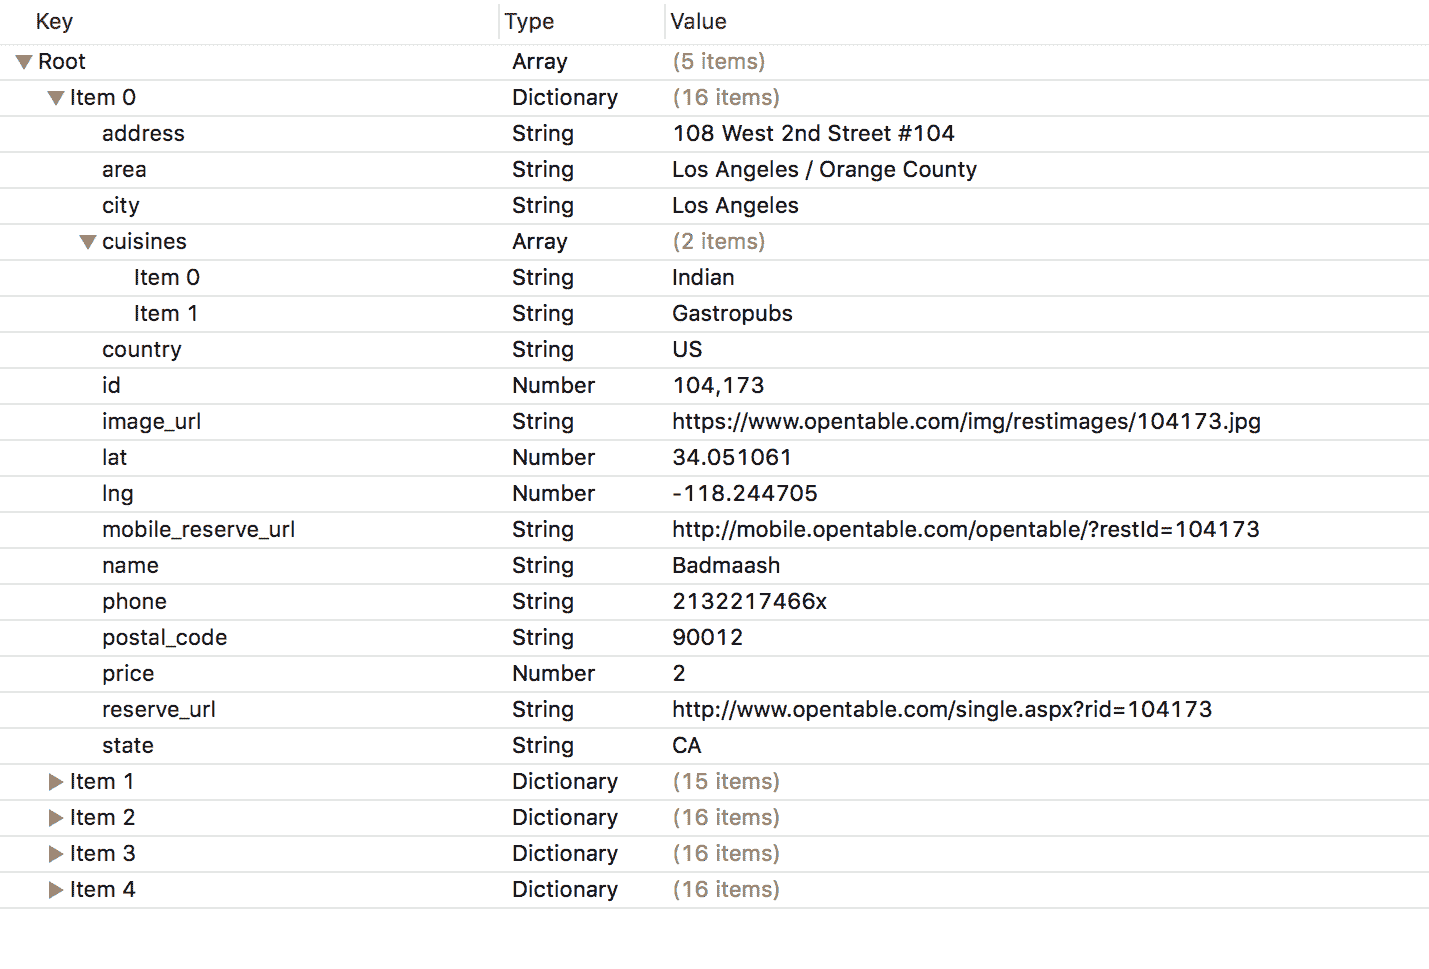 Key Type Value
Root Array (5 items)
Item 0 Dictionary (16 items)
address String 108 West 2nd Street #104
area String Los Angeles / Orange County
city String Los Angeles
cuisines Array (2 items)
Item 0 String Indian
Item 1 String Gastropubs
country String US
id Number 104,173
image_url String https://www.opentable.com/img/restimages/104173.jpg
lat Number 34.051061
lng Number -118.244705
mobile_reserve_url String http://mobile.opentable.com/opentable/?restId=104173
name String Badmaash
phone String 2132217466x
postal_code String 90012
price Number 2
reserve_url String http://www.opentable.com/single.aspx?rid=104173
state String CA
Item 1 Dictionary (15 items)
Item 2 Dictionary (16 items)
Item 3 Dictionary (16 items)
Item 4 Dictionary (16 items)